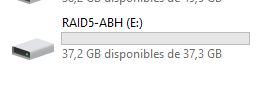 RAID5-ABH (E:)
37,2 GB disponibles de 37,3 GB